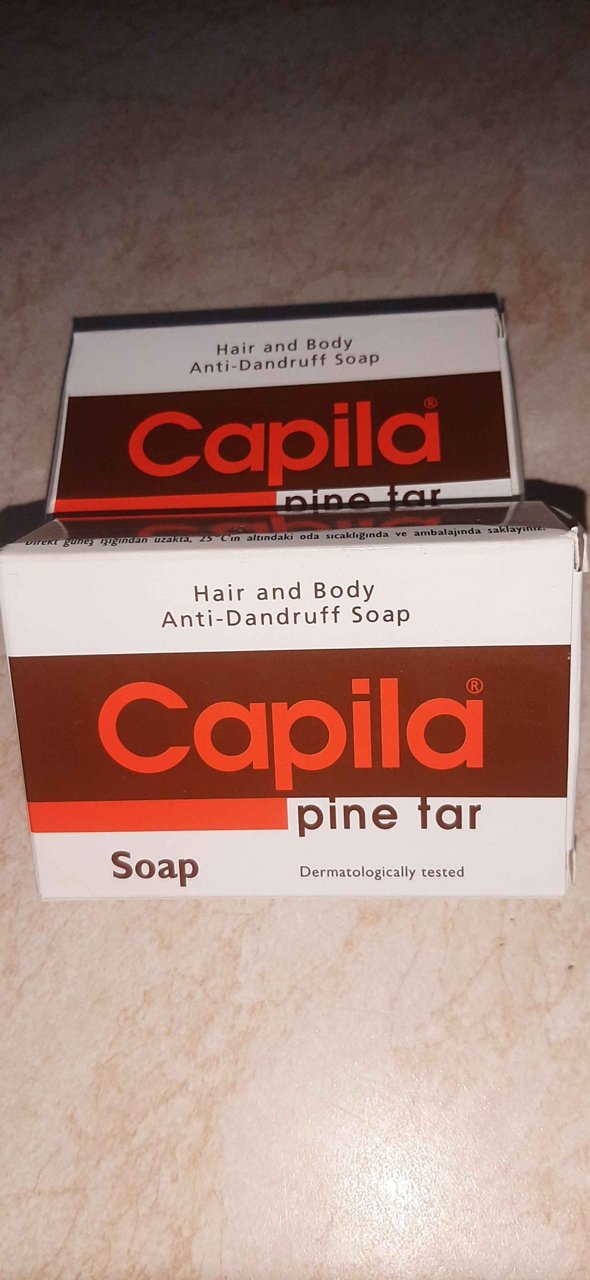 Hair and Body
Anti-Dandruff Soap
Capila®
pine tar
Direkt güneş ışığından uzakta, 25°C'ın altındaki oda sıcaklığında ve ambalajında saklayınız.
Hair and Body
Anti-Dandruff Soap
Capila®
pine tar
Soap
Dermatologically tested